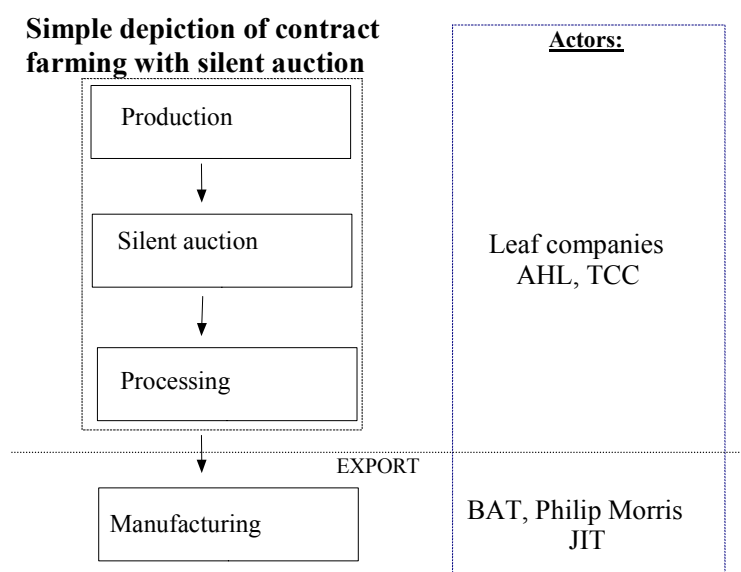 Simple depiction of contract
farming with silent auction
Actors:
Production
Silent auction
Leaf companies
AHL, TCC
Processing
EXPORT
Manufacturing
BAT, Philip Morris
JIT